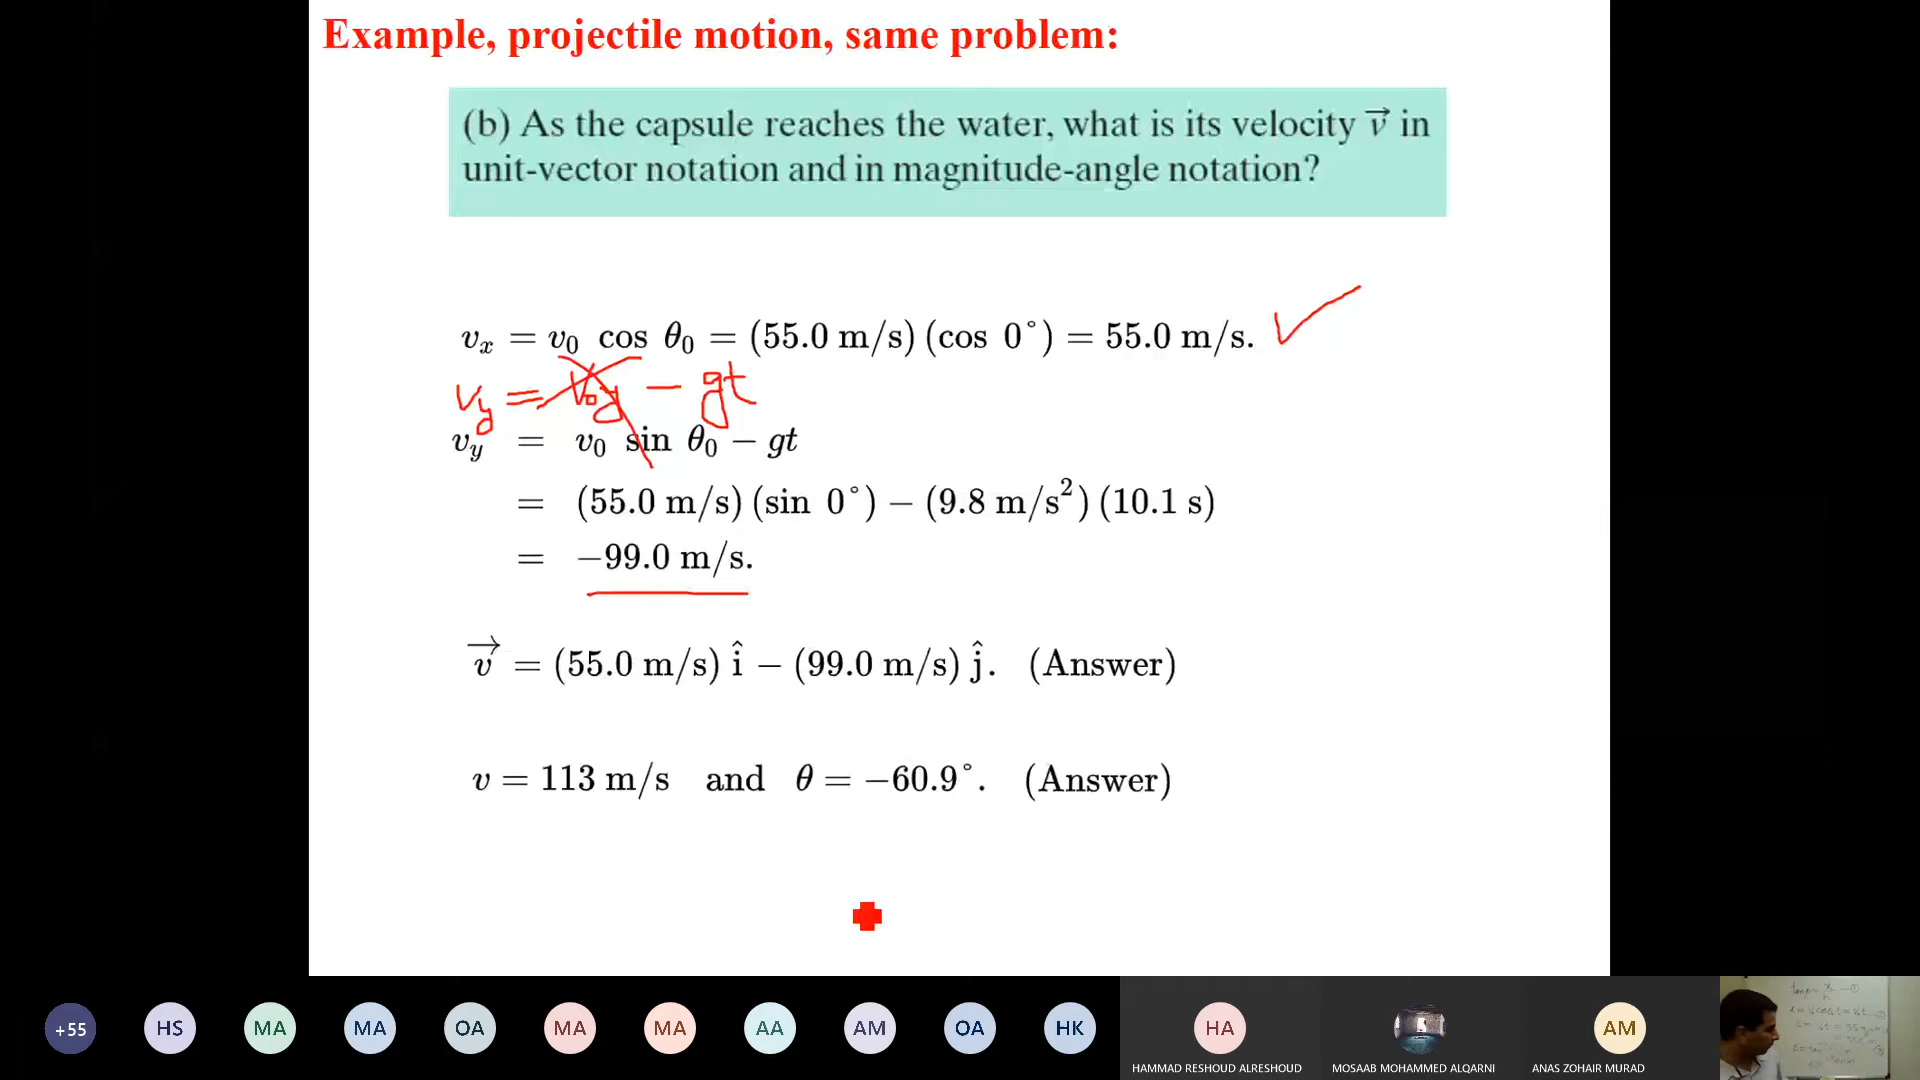 Example, projectile motion, same problem:
(b) As the capsule reaches the water, what is its velocity v⃗ in
unit-vector notation and in magnitude-angle notation?
vₓ = v₀ cos θ₀ = (55.0 m/s)(cos 0°) = 55.0 m/s. ✓
v_y = v₀y − gt
v_y = v₀ sin θ₀ − gt
= (55.0 m/s)(sin 0°) − (9.8 m/s²)(10.1 s)
= −99.0 m/s.
v⃗ = (55.0 m/s) î − (99.0 m/s) ĵ. (Answer)
v = 113 m/s and θ = −60.9°. (Answer)
+55 HS MA MA OA MA MA AA AM OA HK HA AM
HAMMAD RESHOUD ALRESHOUD MOSAAB MOHAMMED ALQARNI ANAS ZOHAIR MURAD